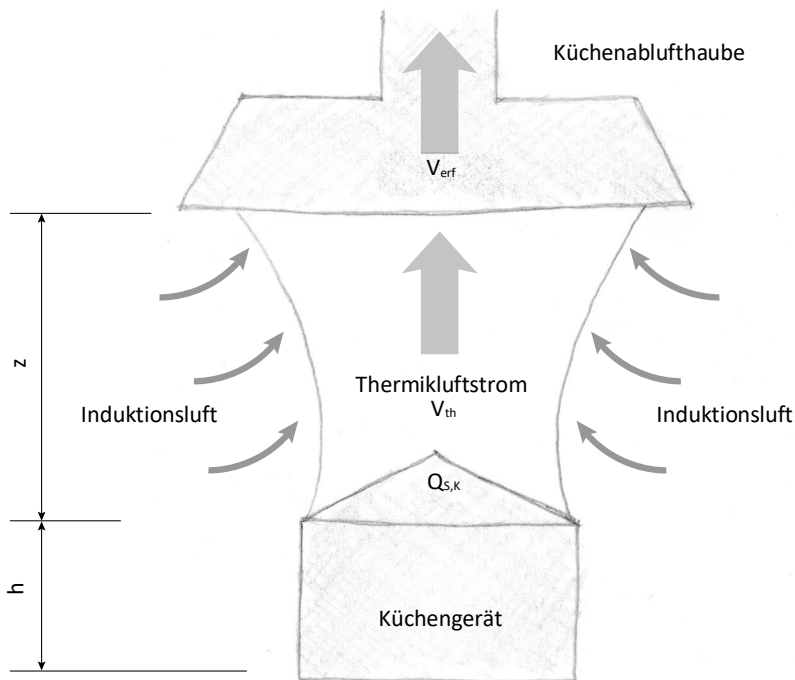 Küchenablufthaube
Verf
z
Thermikluftstrom
Vth
Induktionsluft
Induktionsluft
QS,K
h
Küchengerät